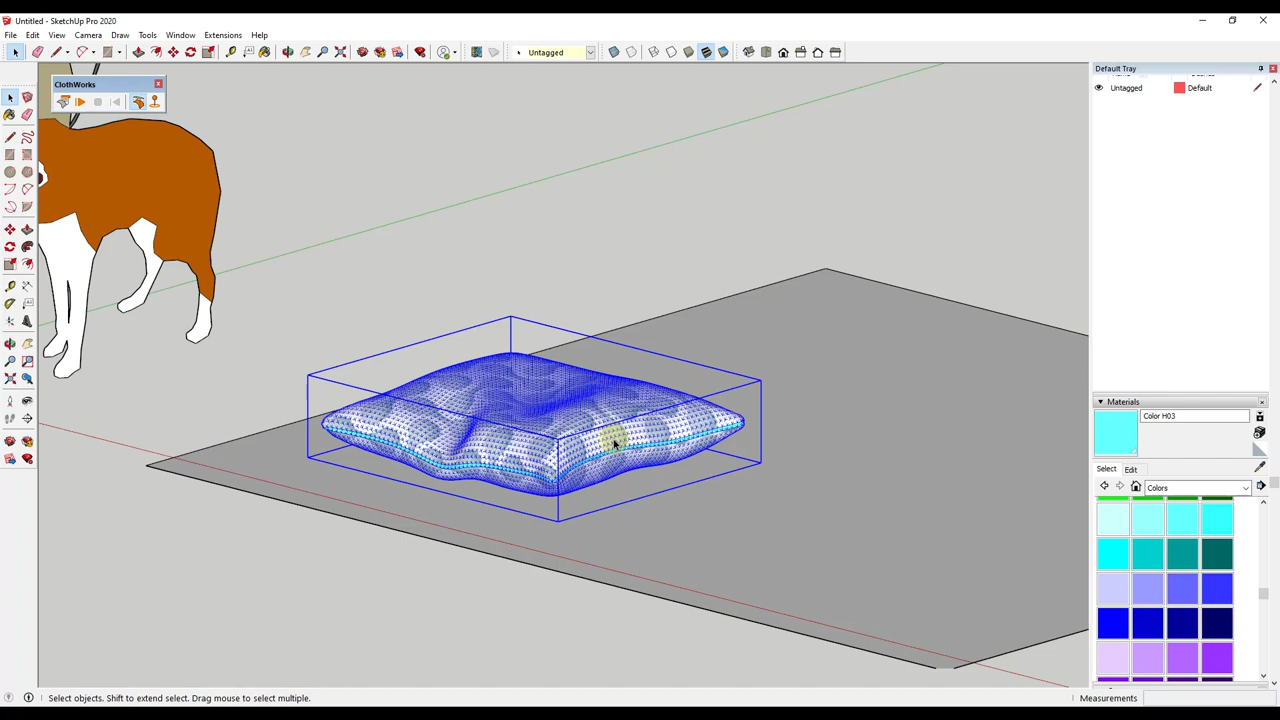 Untitled - SketchUp Pro 2020
File Edit View Camera Draw Tools Window Extensions Help
Untagged
Default Tray
ClothWorks
Untagged Default
Materials
Color H03
Select Edit
Colors
Select objects. Shift to extend select. Drag mouse to select multiple.
Measurements